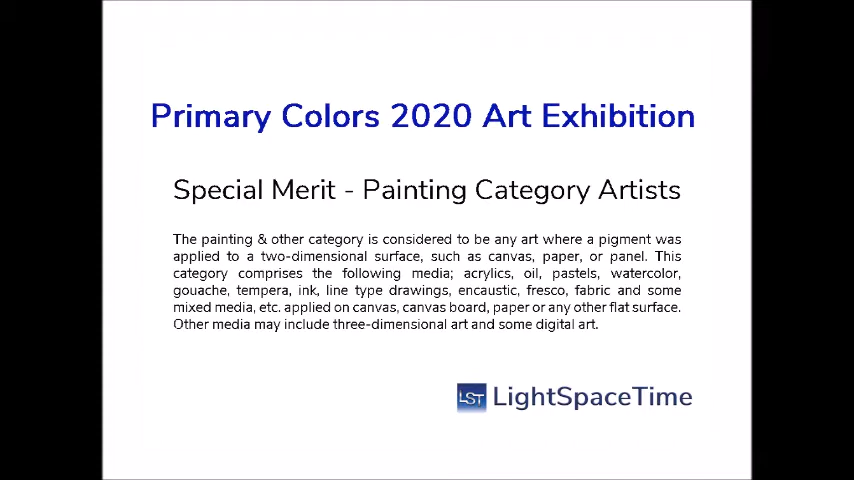 Primary Colors 2020 Art Exhibition
Special Merit - Painting Category Artists
The painting & other category is considered to be any art where a pigment was
applied to a two-dimensional surface, such as canvas, paper, or panel. This
category comprises the following media; acrylics, oil, pastels, watercolor,
gouache, tempera, ink, line type drawings, encaustic, fresco, fabric and some
mixed media, etc. applied on canvas, canvas board, paper or any other flat surface.
Other media may include three-dimensional art and some digital art.
LST LightSpaceTime